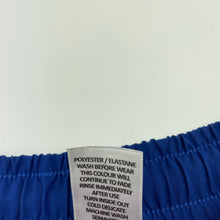 POLYESTER / ELASTANE
WASH BEFORE WEAR
THIS COLOUR WILL
CONTINUE TO FADE
RINSE IMMEDIATELY
AFTER USE
TURN INSIDE OUT
COLD DELICATE
MACHINE WASH